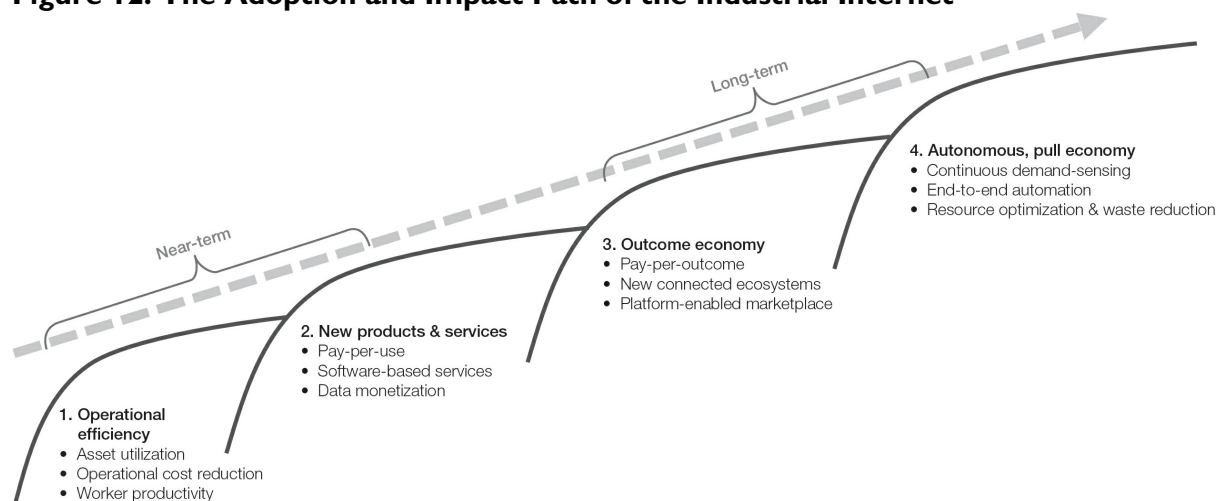 Figure 12: The Adoption and Impact Path of the Industrial Internet
Near-term
Long-term
1. Operational
efficiency
• Asset utilization
• Operational cost reduction
• Worker productivity
2. New products & services
• Pay-per-use
• Software-based services
• Data monetization
3. Outcome economy
• Pay-per-outcome
• New connected ecosystems
• Platform-enabled marketplace
4. Autonomous, pull economy
• Continuous demand-sensing
• End-to-end automation
• Resource optimization & waste reduction